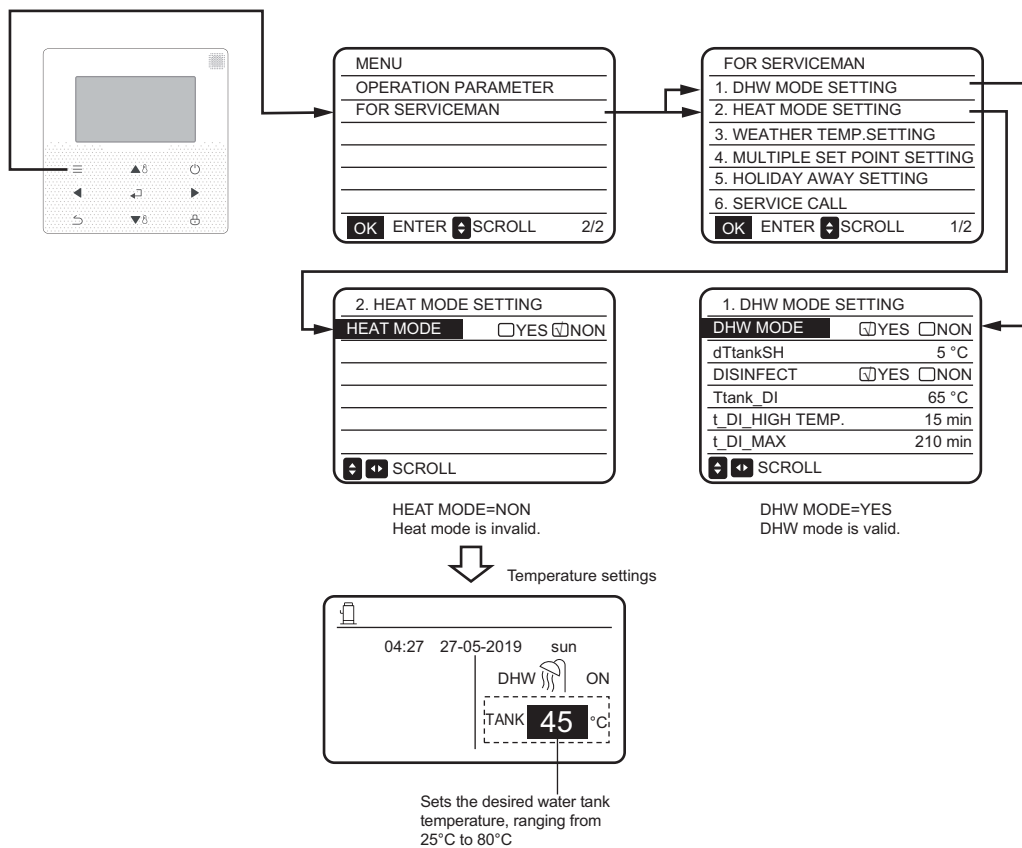 MENU
OPERATION PARAMETER
FOR SERVICEMAN
OK ENTER SCROLL 2/2
FOR SERVICEMAN
1. DHW MODE SETTING
2. HEAT MODE SETTING
3. WEATHER TEMP.SETTING
4. MULTIPLE SET POINT SETTING
5. HOLIDAY AWAY SETTING
6. SERVICE CALL
OK ENTER SCROLL 1/2
2. HEAT MODE SETTING
HEAT MODE YES NON
SCROLL
HEAT MODE=NON
Heat mode is invalid.
1. DHW MODE SETTING
DHW MODE YES NON
dTtankSH 5 °C
DISINFECT YES NON
Ttank_DI 65 °C
t_DI_HIGH TEMP. 15 min
t_DI_MAX 210 min
SCROLL
DHW MODE=YES
DHW mode is valid.
Temperature settings
04:27 27-05-2019 sun
DHW ON
TANK 45 °C
Sets the desired water tank
temperature, ranging from
25°C to 80°C